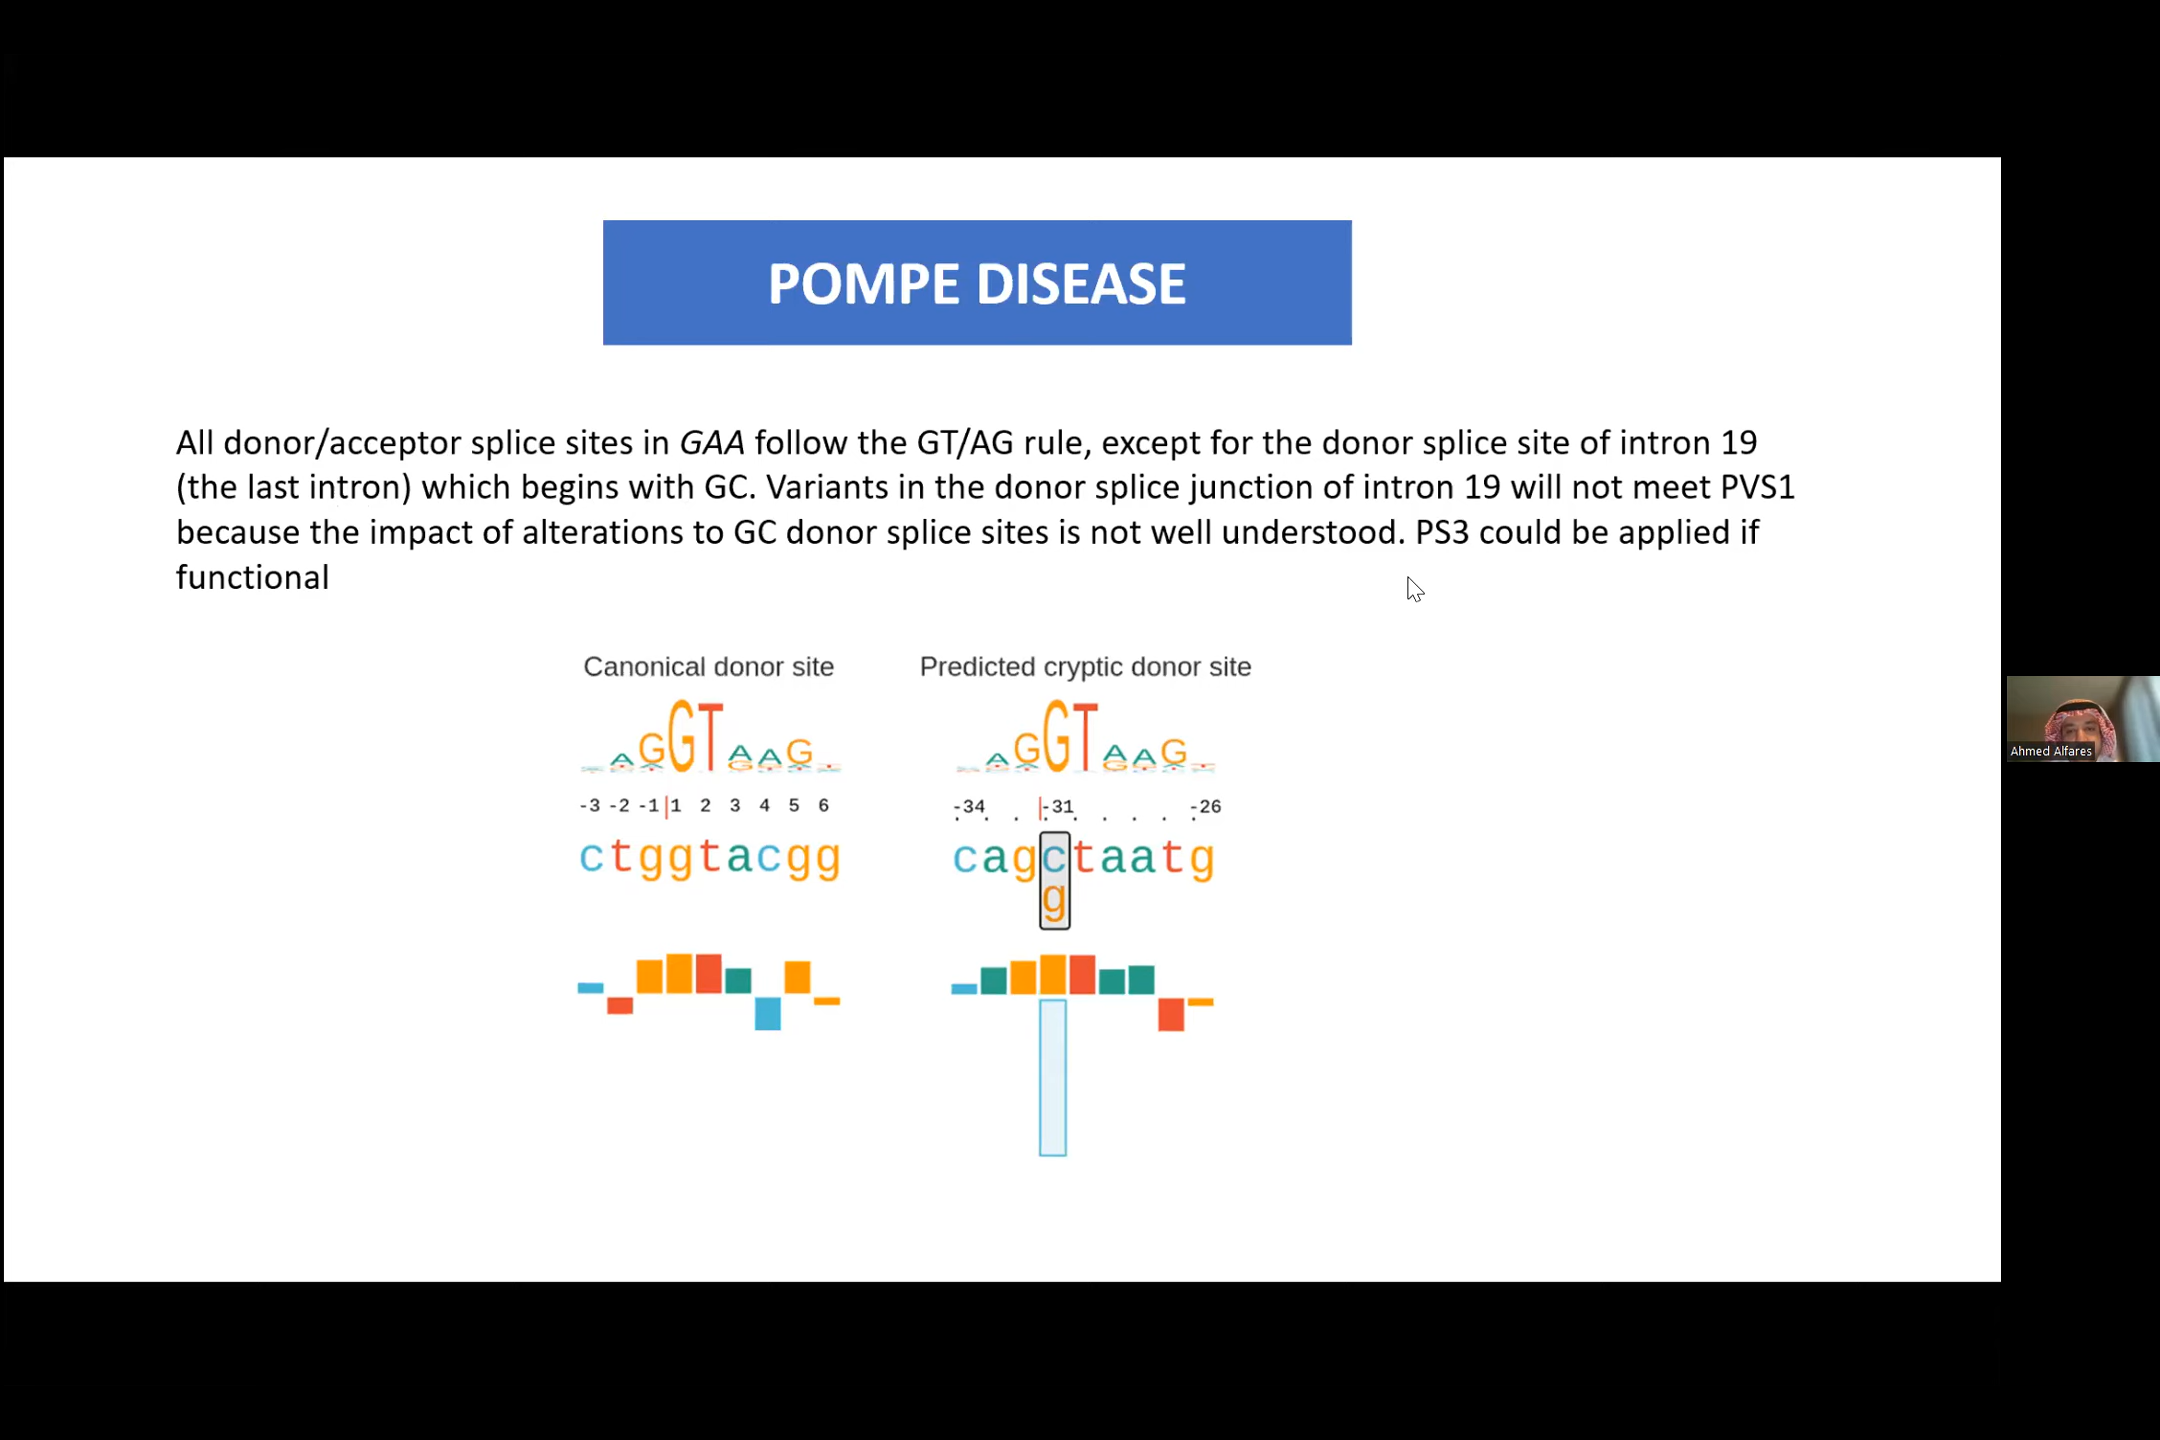 POMPE DISEASE
All donor/acceptor splice sites in GAA follow the GT/AG rule, except for the donor splice site of intron 19
(the last intron) which begins with GC. Variants in the donor splice junction of intron 19 will not meet PVS1
because the impact of alterations to GC donor splice sites is not well understood. PS3 could be applied if
functional
Canonical donor site
Predicted cryptic donor site
AGGTAAG
AGGTAAG
-3 -2 -1|1 2 3 4 5 6
-34 . . |-31 . . . . -26
ctggtacgg
cagctaatg
g
Ahmed Alfares